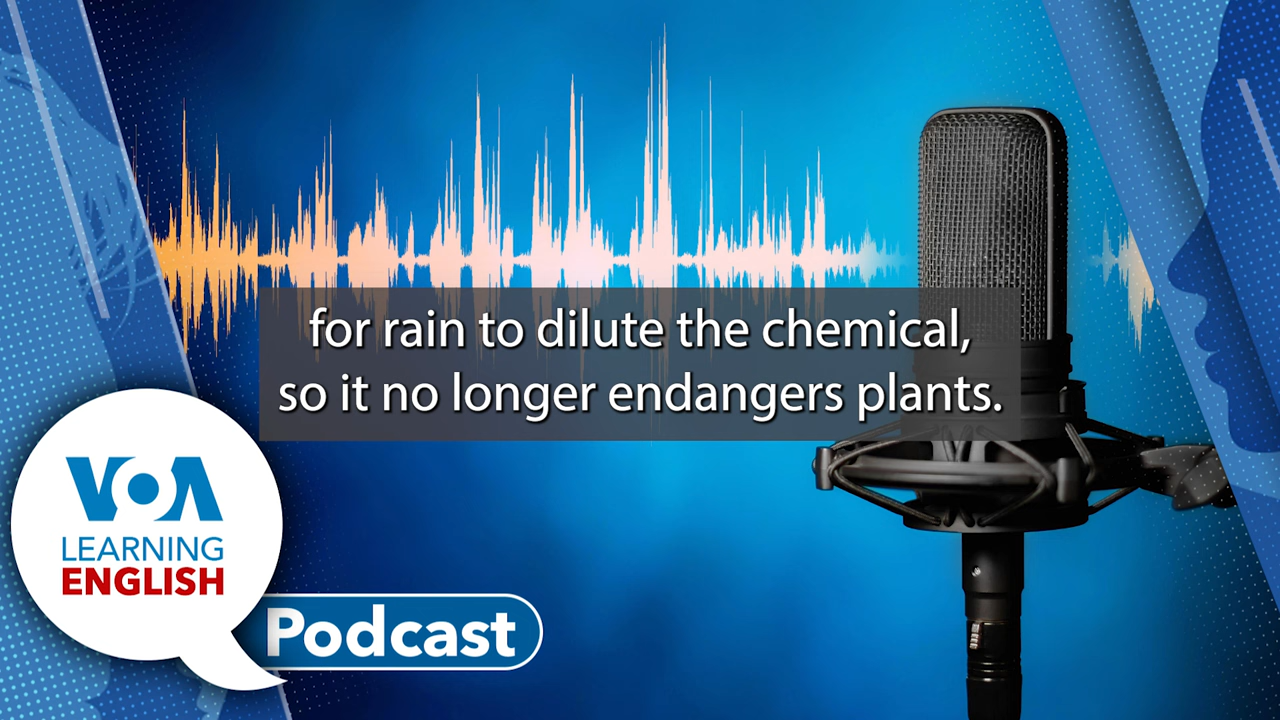 for rain to dilute the chemical,
so it no longer endangers plants.
VOA
LEARNING
ENGLISH
Podcast